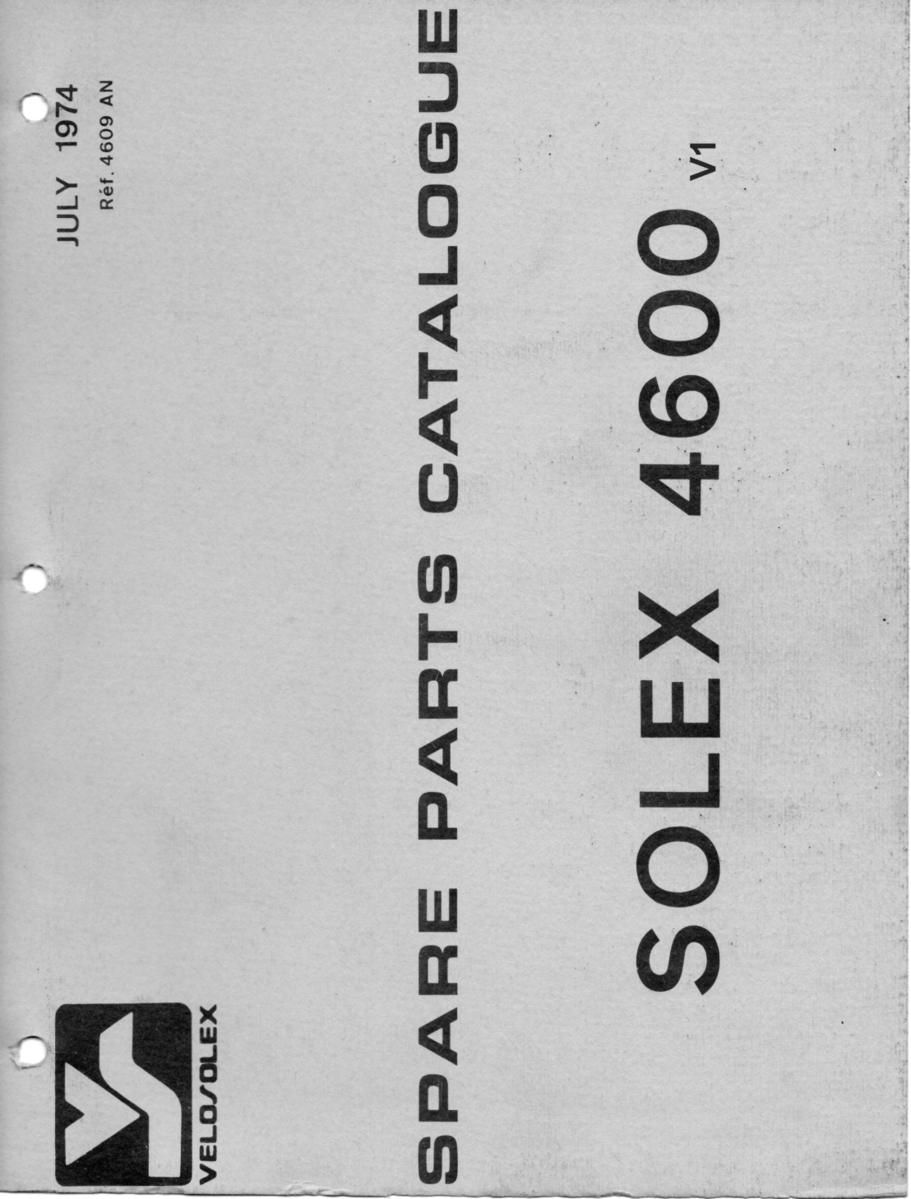 JULY 1974
Réf. 4609 AN
VELOSOLEX
SPARE PARTS CATALOGUE
SOLEX 4600 V1